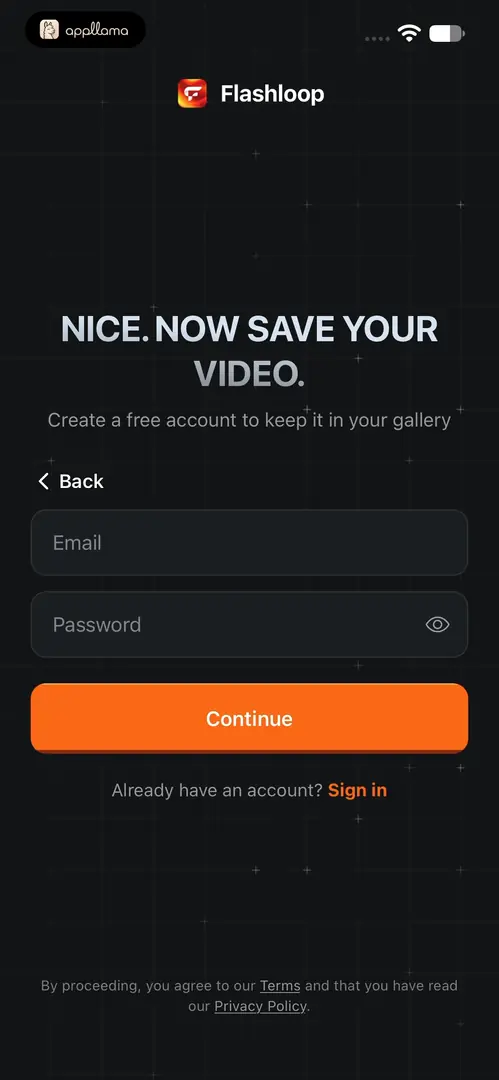 appllama
Flashloop
NICE. NOW SAVE YOUR
VIDEO.
Create a free account to keep it in your gallery
Back
Email
Password
Continue
Already have an account? Sign in
By proceeding, you agree to our Terms and that you have read
our Privacy Policy.